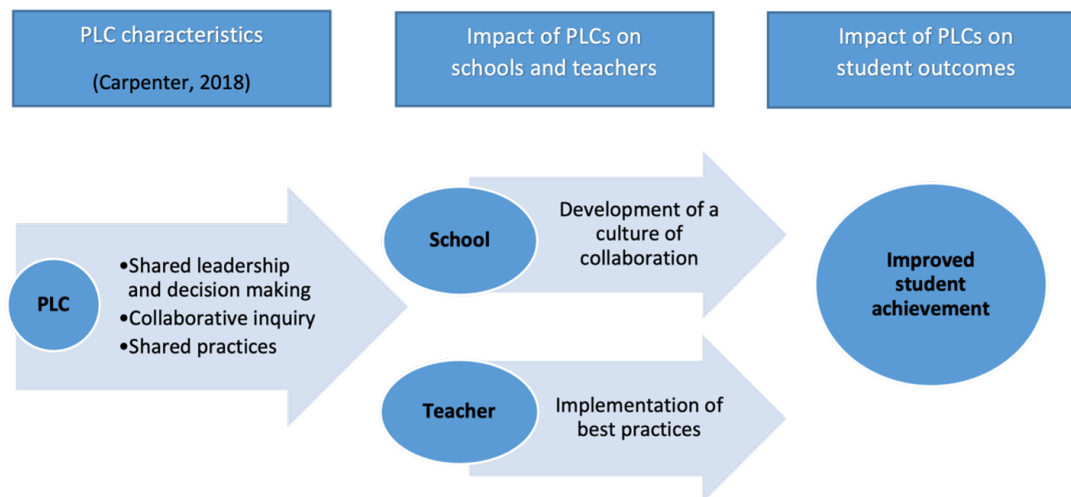 PLC characteristics
(Carpenter, 2018)
Impact of PLCs on
schools and teachers
Impact of PLCs on
student outcomes
PLC
•Shared leadership
and decision making
•Collaborative inquiry
•Shared practices
School
Development of a
culture of
collaboration
Teacher
Implementation of
best practices
Improved
student
achievement